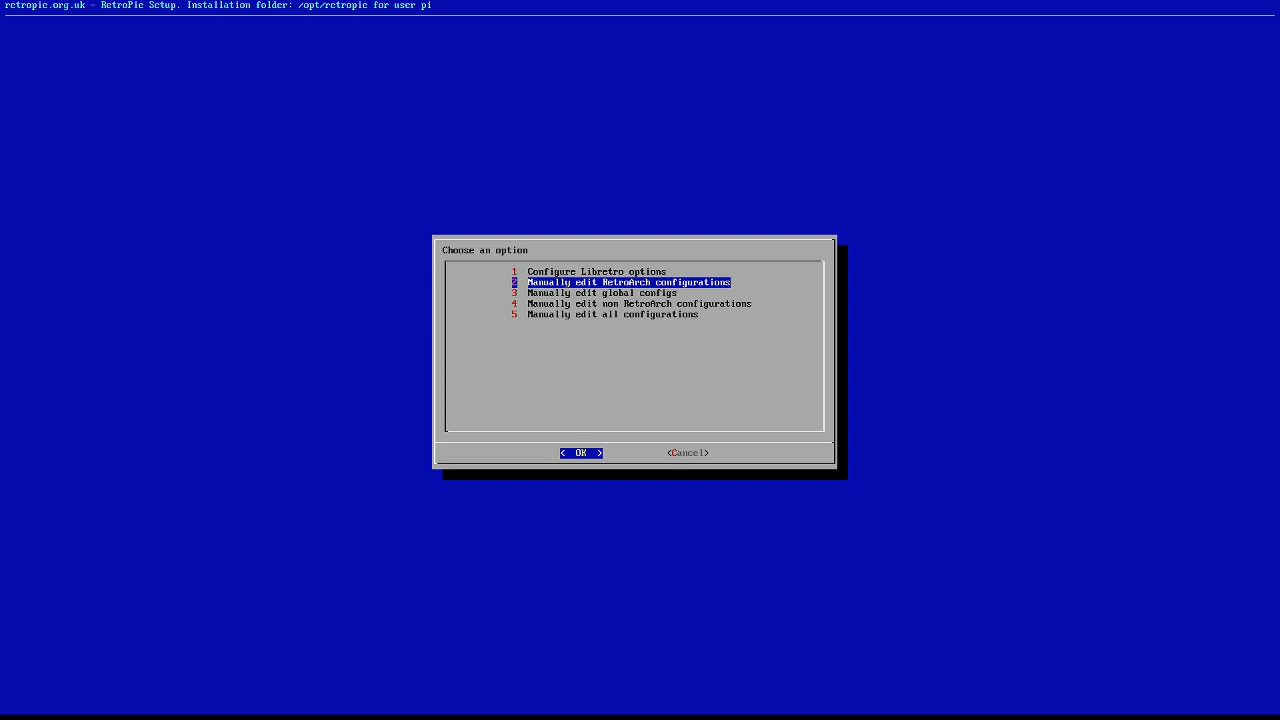 retropie.org.uk - RetroPie Setup. Installation folder: /opt/retropie for user pi
Choose an option
1 Configure Libretro options
2 Manually edit RetroArch configurations
3 Manually edit global configs
4 Manually edit non RetroArch configurations
5 Manually edit all configurations
< OK > <Cancel>